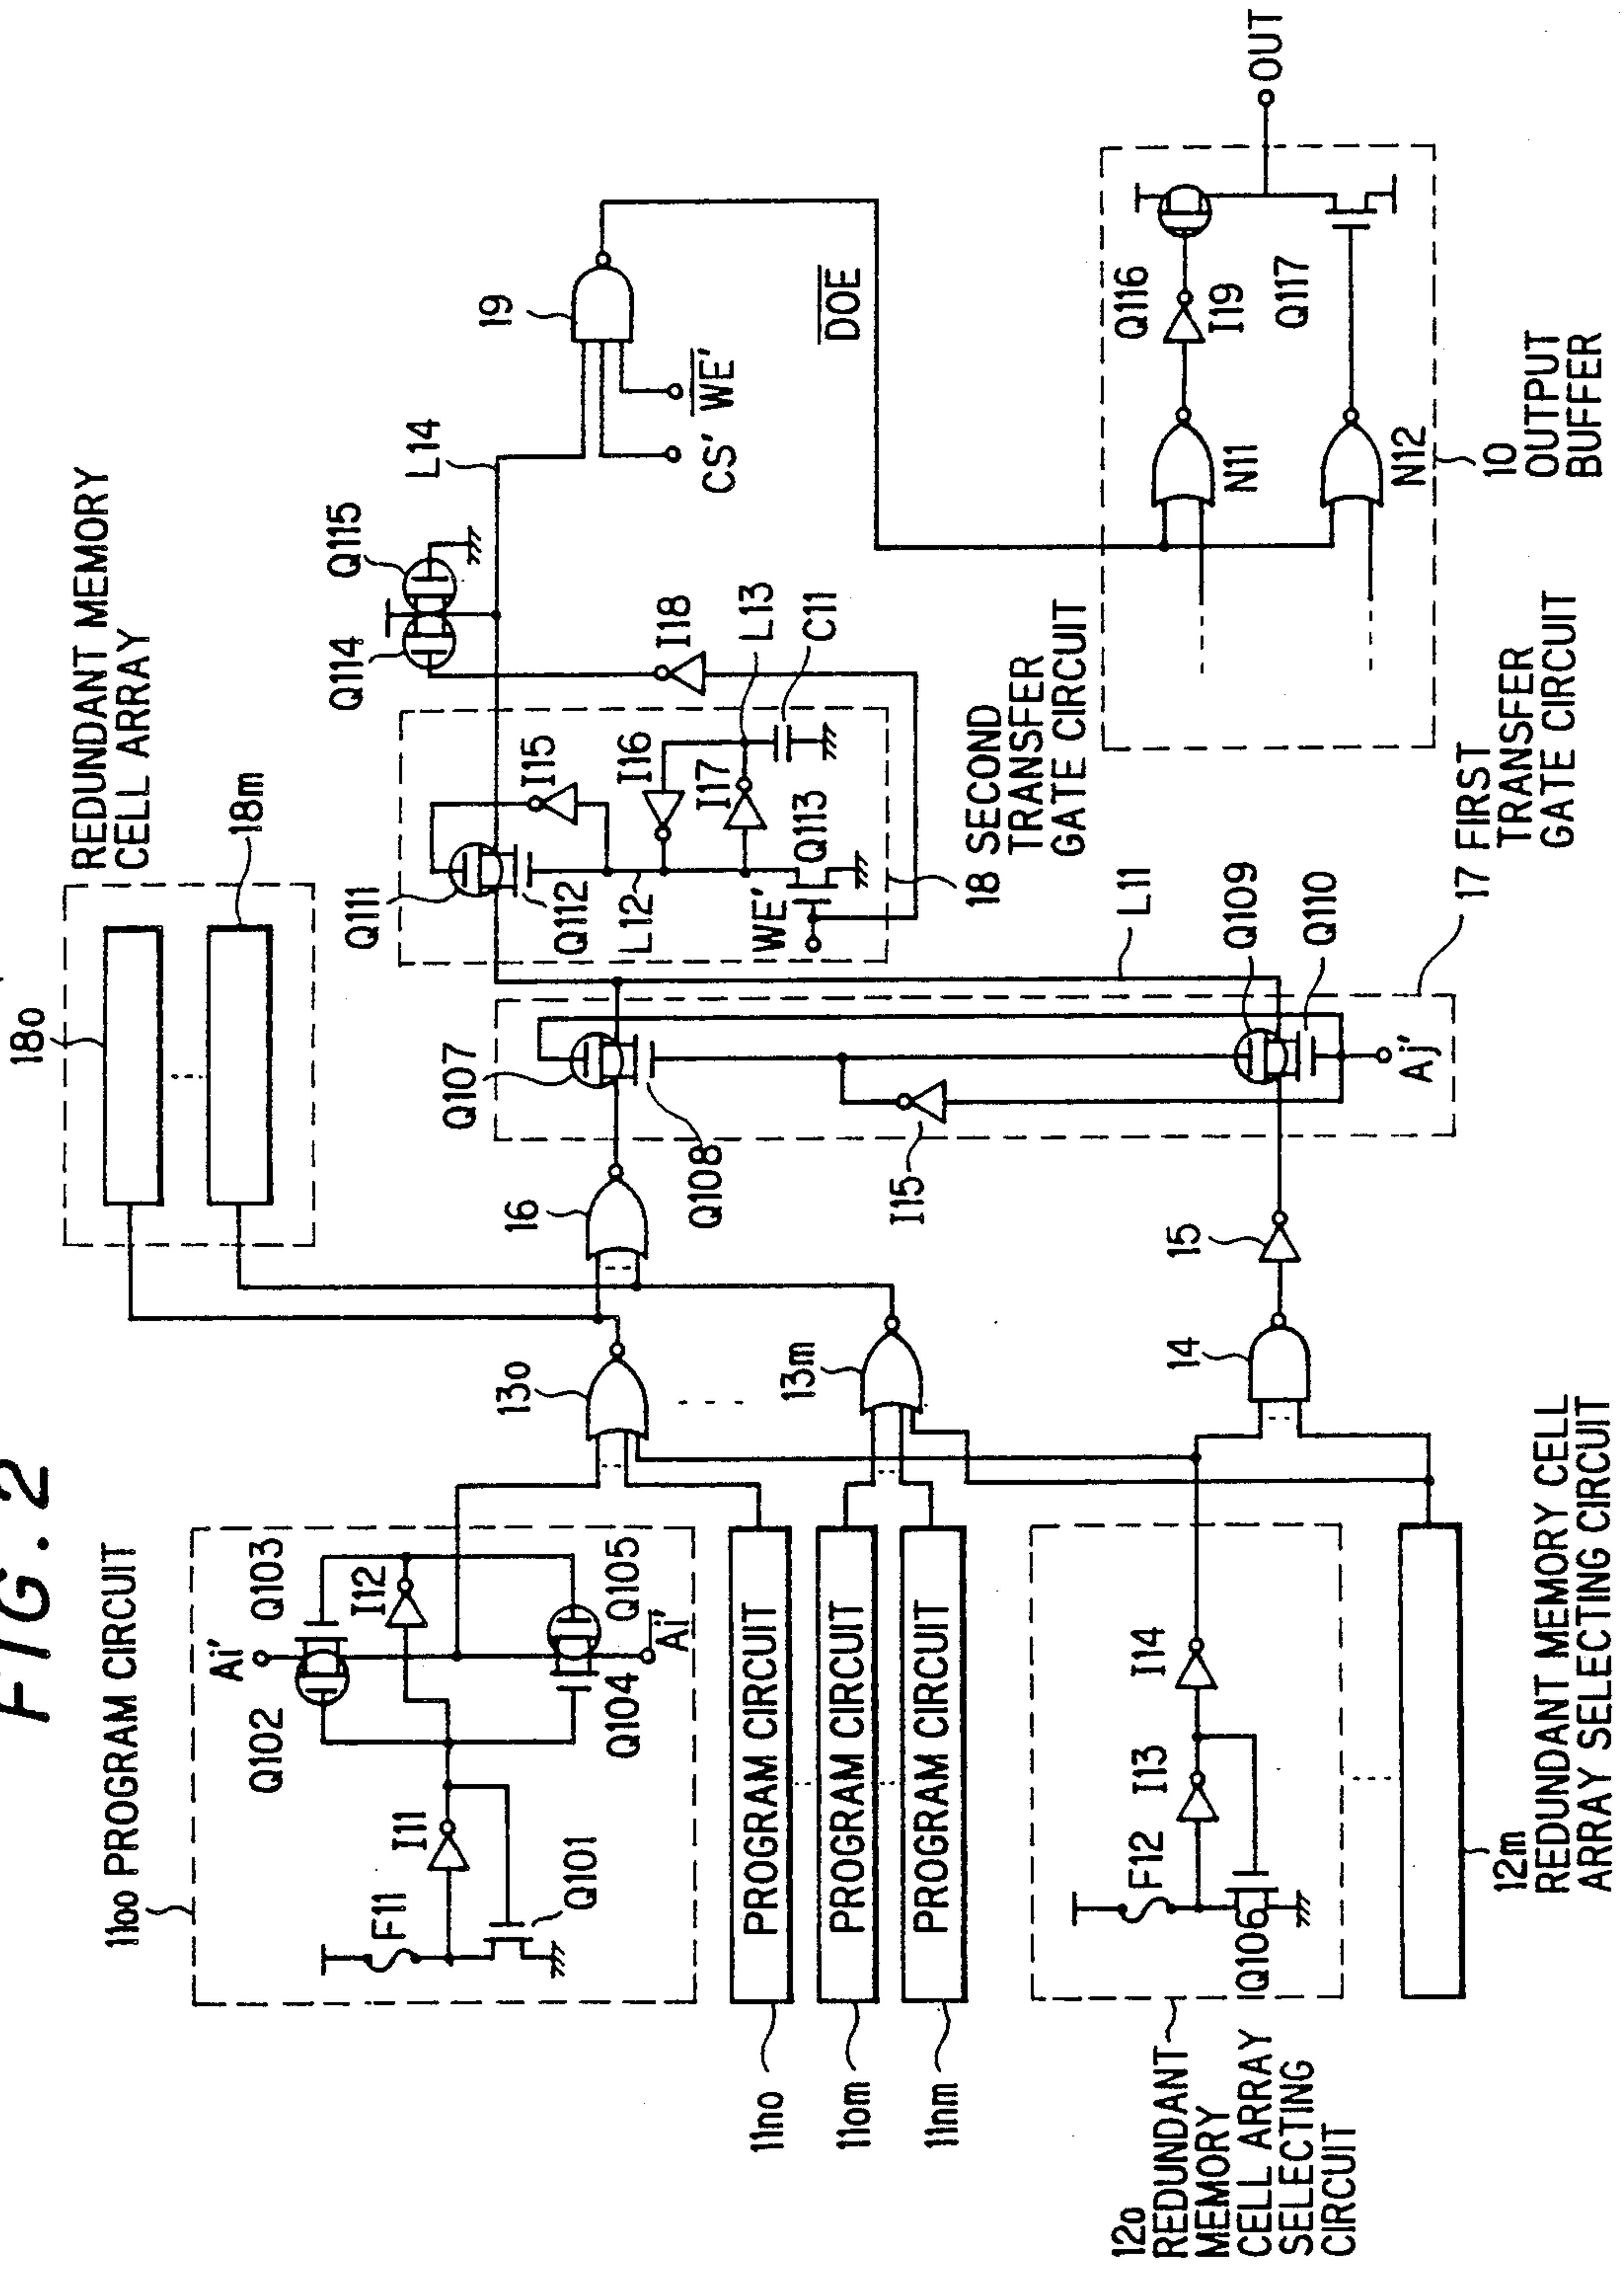 FIG. 2
11oo PROGRAM CIRCUIT
Ai'
Q102
Q103
I12
I11
F11
Q101
Q104
Q105
Ai'
11no
PROGRAM CIRCUIT
11om
PROGRAM CIRCUIT
11nm
PROGRAM CIRCUIT
12o
REDUNDANT
MEMORY
CELL ARRAY
SELECTING
CIRCUIT
F12
I13
I14
Q106
12m
REDUNDANT MEMORY CELL
ARRAY SELECTING CIRCUIT
13o
13m
14
15
16
18o
18m
REDUNDANT MEMORY
CELL ARRAY
Q107
Q108
I15
Q109
Q110
Aj'
L11
17 FIRST
TRANSFER
GATE CIRCUIT
Q111
Q112
I15
L12
I16
I17
Q113
WE'
L13
C11
18 SECOND
TRANSFER
GATE CIRCUIT
I18
Q114
Q115
L14
19
CS'
WE'
DOE
N11
N12
I19
Q116
Q117
OUT
10
OUTPUT
BUFFER